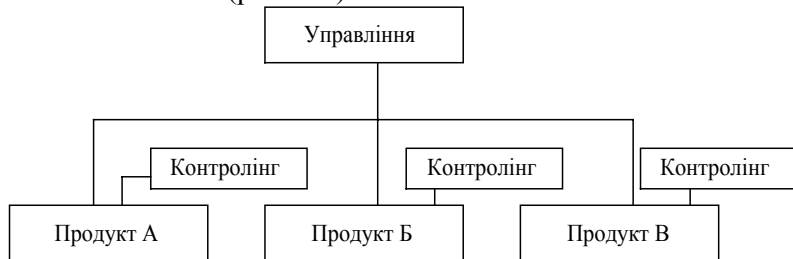 Управління
Контролінг
Контролінг
Контролінг
Продукт А
Продукт Б
Продукт В